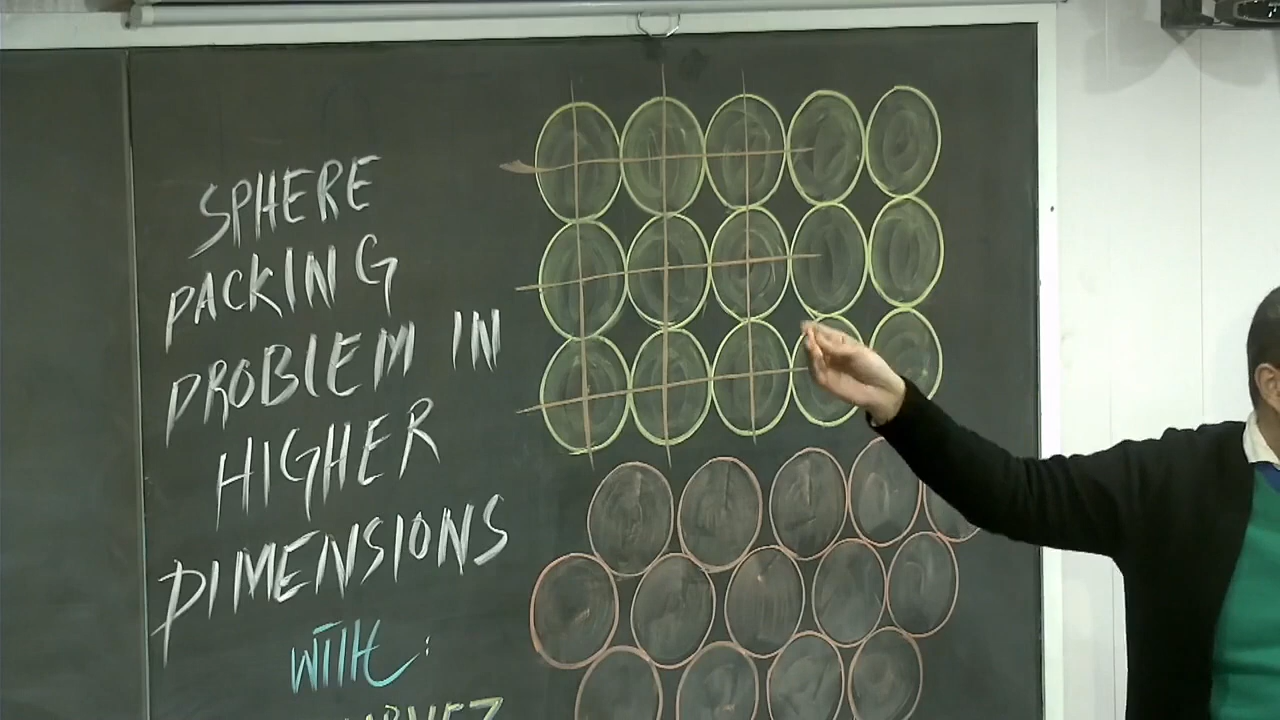 SPHERE
PACKING
PROBLEM IN
HIGHER
DIMENSIONS
with: